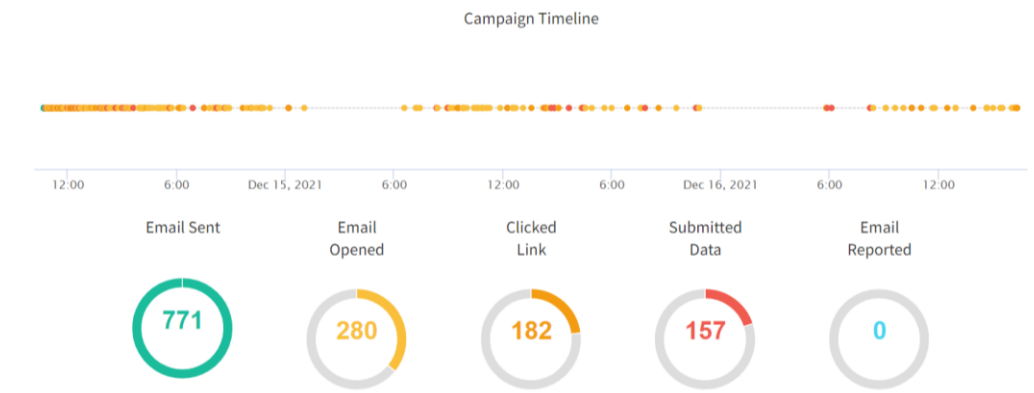 Campaign Timeline
12:00 6:00 Dec 15, 2021 6:00 12:00 6:00 Dec 16, 2021 6:00 12:00
Email Sent
Email
Opened
Clicked
Link
Submitted
Data
Email
Reported
771
280
182
157
0